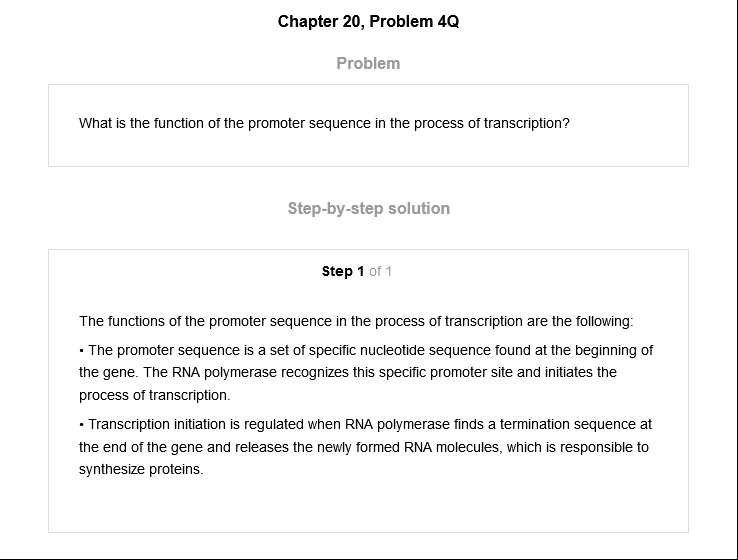 Chapter 20, Problem 4Q
Problem
What is the function of the promoter sequence in the process of transcription?
Step-by-step solution
Step 1 of 1
The functions of the promoter sequence in the process of transcription are the following:
• The promoter sequence is a set of specific nucleotide sequence found at the beginning of
the gene. The RNA polymerase recognizes this specific promoter site and initiates the
process of transcription.
• Transcription initiation is regulated when RNA polymerase finds a termination sequence at
the end of the gene and releases the newly formed RNA molecules, which is responsible to
synthesize proteins.